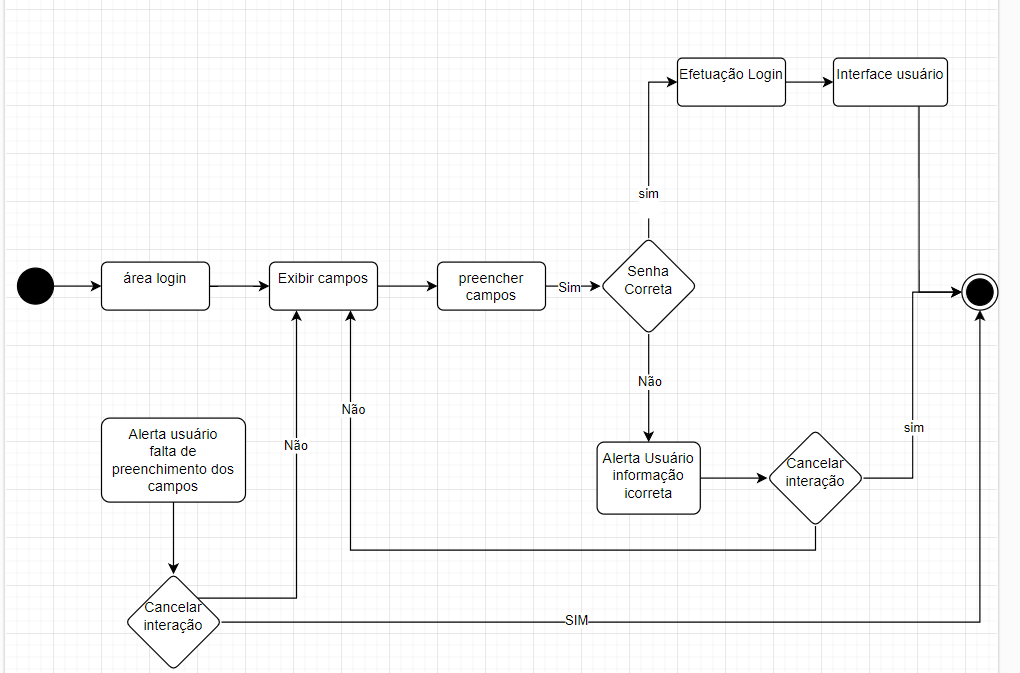 Efetuação Login
Interface usuário
sim
área login
Exibir campos
preencher
campos
Sim
Senha
Correta
Não
Não
Alerta usuário
falta de
preenchimento dos
campos
Não
Alerta Usuário
informação
icorreta
Cancelar
interação
sim
Cancelar
interação
SIM